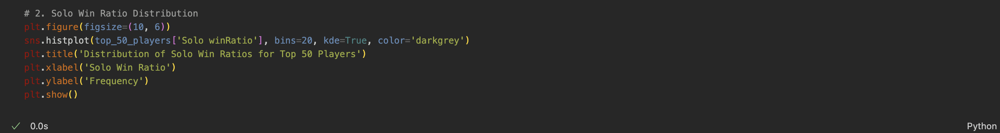 # 2. Solo Win Ratio Distribution
plt.figure(figsize=(10, 6))
sns.histplot(top_50_players['Solo winRatio'], bins=20, kde=True, color='darkgrey')
plt.title('Distribution of Solo Win Ratios for Top 50 Players')
plt.xlabel('Solo Win Ratio')
plt.ylabel('Frequency')
plt.show()
0.0s
Python